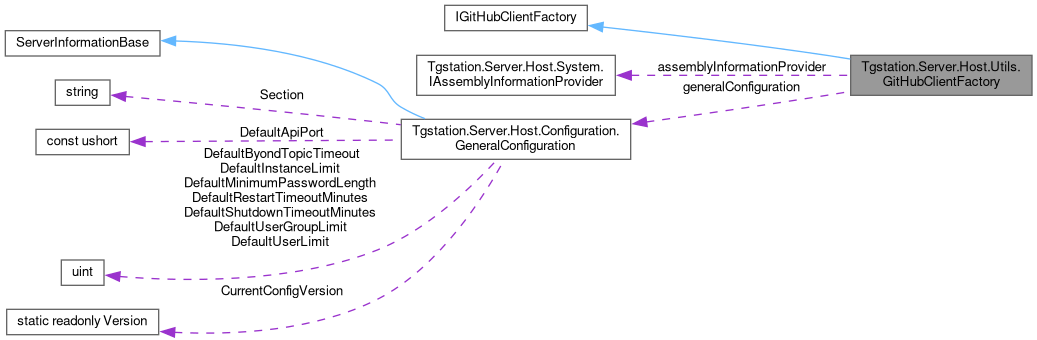 IGitHubClientFactory
ServerInformationBase
Tgstation.Server.Host.System.
IAssemblyInformationProvider
assemblyInformationProvider
Tgstation.Server.Host.Utils.
GitHubClientFactory
generalConfiguration
string
Section
const ushort
DefaultApiPort
Tgstation.Server.Host.Configuration.
GeneralConfiguration
DefaultByondTopicTimeout
DefaultInstanceLimit
DefaultMinimumPasswordLength
DefaultRestartTimeoutMinutes
DefaultShutdownTimeoutMinutes
DefaultUserGroupLimit
DefaultUserLimit
uint
CurrentConfigVersion
static readonly Version